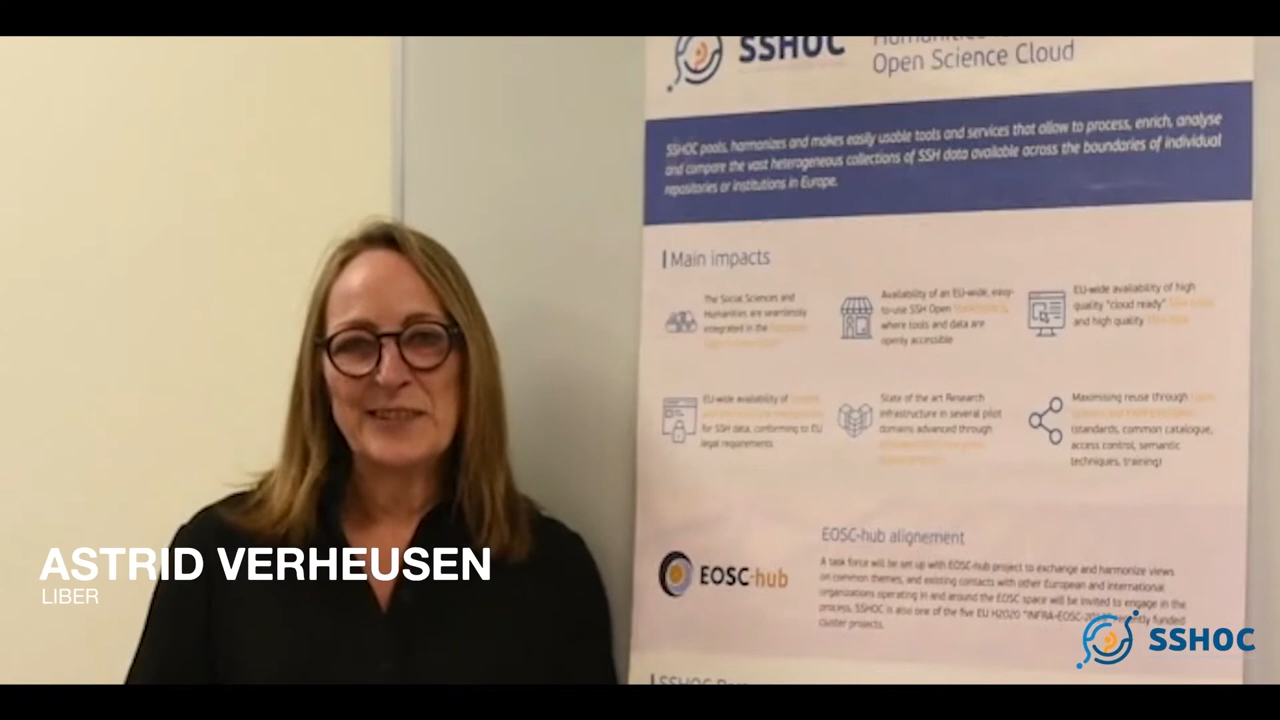 SSHOC
Open Science Cloud
SSHOC pools, harmonizes and makes easily usable tools and services that allow to process, enrich, analyse
and compare the vast heterogeneous collections of SSH data available across the boundaries of individual
repositories or institutions in Europe.
Main impacts
The Social Sciences and
Humanities are seamlessly
integrated in the
Availability of an EU-wide, easy-
to-use SSH Open
where tools and data are
openly accessible
EU-wide availability of high
quality "cloud ready"
and high quality
EU-wide availability of
for SSH data, conforming to EU
legal requirements
State of the art Research
infrastructure in several pilot
domains advanced through
Maximising reuse through
(standards, common catalogue,
access control, semantic
techniques, training)
EOSC-hub
EOSC-hub alignement
A task force will be set up with EOSC-hub project to exchange and harmonize views
on common themes, and existing contacts with other European and international
organizations operating in and around the EOSC space will be invited to engage in the
process. SSHOC is also one of the five EU H2020 funded
cluster projects.
ASTRID VERHEUSEN
LIBER
SSHOC